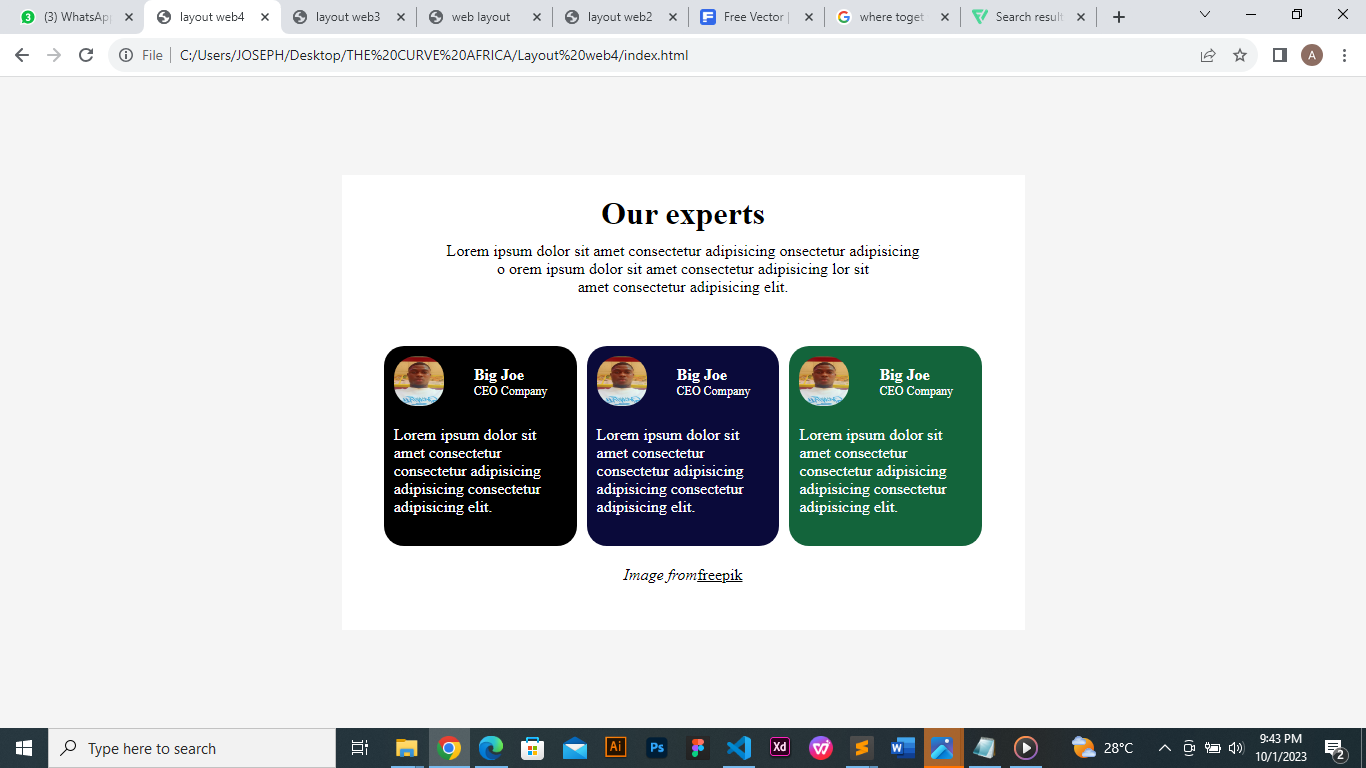 3 (3) WhatsApp
layout web4
layout web3
web layout
layout web2
Free Vector |
where toget
Search result
File
C:/Users/JOSEPH/Desktop/THE%20CURVE%20AFRICA/Layout%20web4/index.html
A
Our experts
Lorem ipsum dolor sit amet consectetur adipisicing onsectetur adipisicing
o orem ipsum dolor sit amet consectetur adipisicing lor sit
amet consectetur adipisicing elit.
Big Joe
CEO Company
Lorem ipsum dolor sit
amet consectetur
consectetur adipisicing
adipisicing consectetur
adipisicing elit.
Big Joe
CEO Company
Lorem ipsum dolor sit
amet consectetur
consectetur adipisicing
adipisicing consectetur
adipisicing elit.
Big Joe
CEO Company
Lorem ipsum dolor sit
amet consectetur
consectetur adipisicing
adipisicing consectetur
adipisicing elit.
Image fromfreepik
Type here to search
Ai
Ps
Xd
28°C
9:43 PM
10/1/2023
2